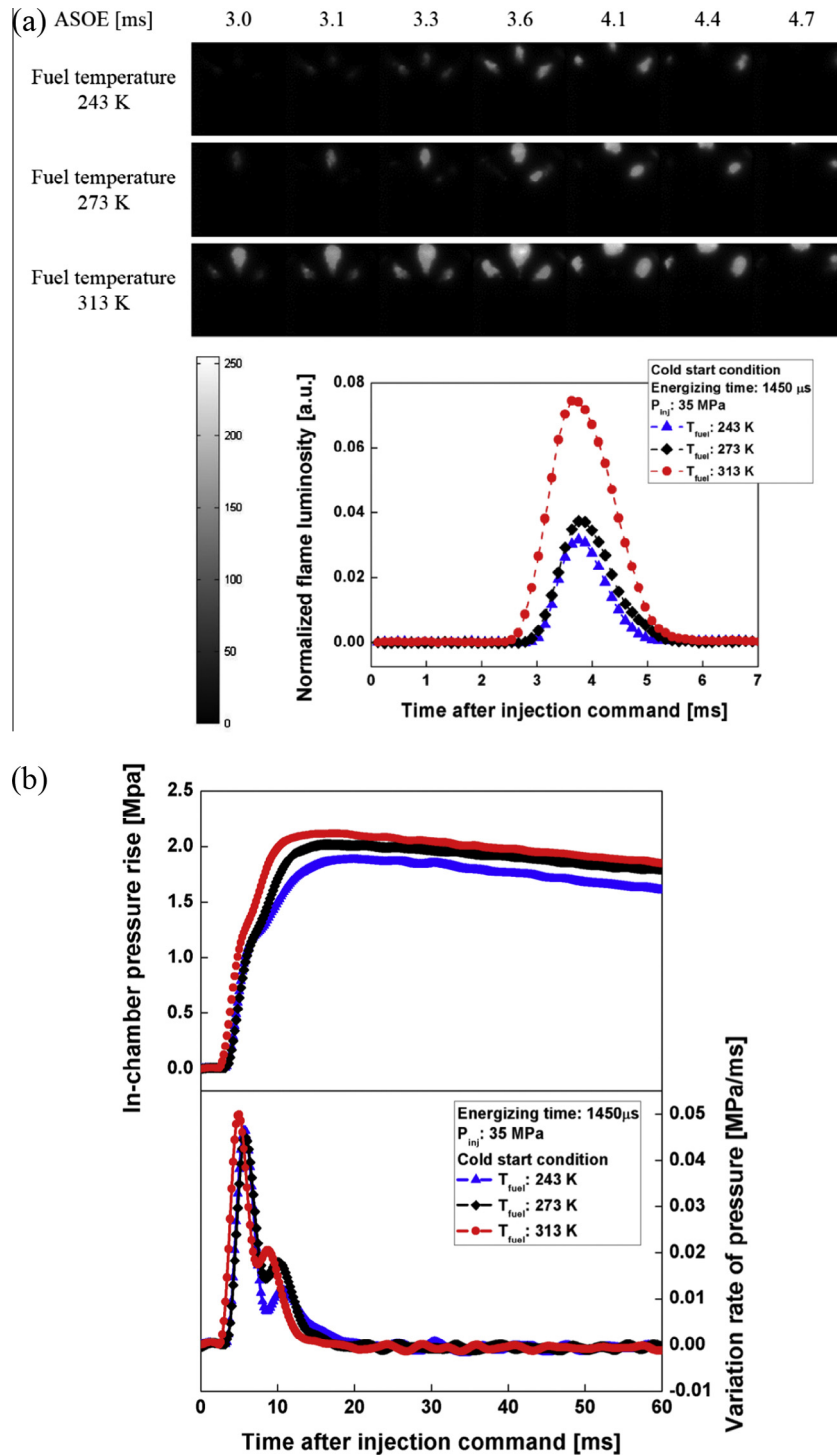 (a) ASOE [ms] 3.0 3.1 3.3 3.6 4.1 4.4 4.7
Fuel temperature
243 K
Fuel temperature
273 K
Fuel temperature
313 K
250
200
150
100
50
0
Normalized flame luminosity [a.u.]
0.08
0.06
0.04
0.02
0.00
Cold start condition
Energizing time: 1450 μs
Pinj: 35 MPa
Tfuel: 243 K
Tfuel: 273 K
Tfuel: 313 K
0 1 2 3 4 5 6 7
Time after injection command [ms]
(b)
In-chamber pressure rise [Mpa]
2.5
2.0
1.5
1.0
0.5
0.0
Variation rate of pressure [MPa/ms]
0.05
0.04
0.03
0.02
0.01
0.00
-0.01
Energizing time: 1450μs
Pinj: 35 MPa
Cold start condition
Tfuel: 243 K
Tfuel: 273 K
Tfuel: 313 K
0 10 20 30 40 50 60
Time after injection command [ms]